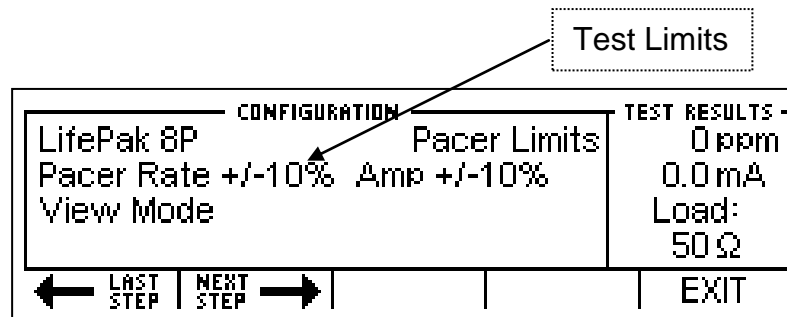 Test Limits
CONFIGURATION
TEST RESULTS
LifePak 8P Pacer Limits
0 ppm
Pacer Rate +/-10% Amp +/-10%
0.0 mA
View Mode
Load:
50 Ω
LAST STEP
NEXT STEP
EXIT